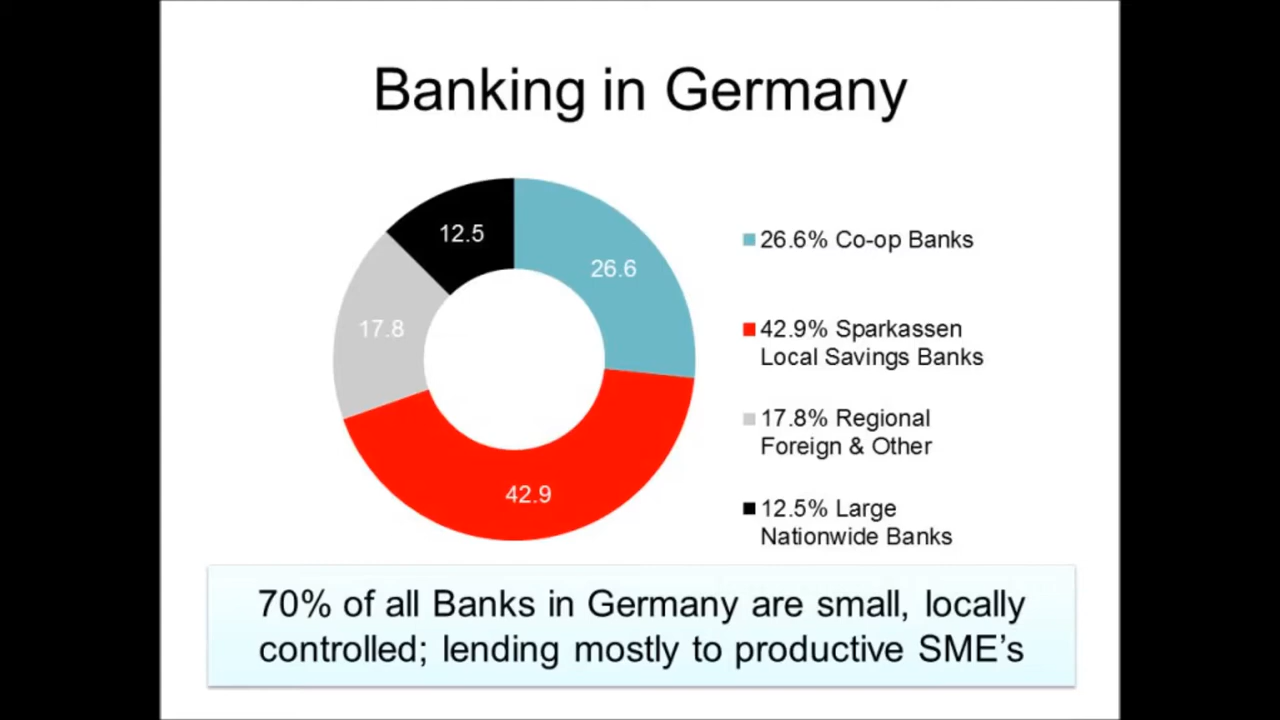 Banking in Germany
12.5
26.6
17.8
42.9
26.6% Co-op Banks
42.9% Sparkassen
Local Savings Banks
17.8% Regional
Foreign & Other
12.5% Large
Nationwide Banks
70% of all Banks in Germany are small, locally
controlled; lending mostly to productive SME’s